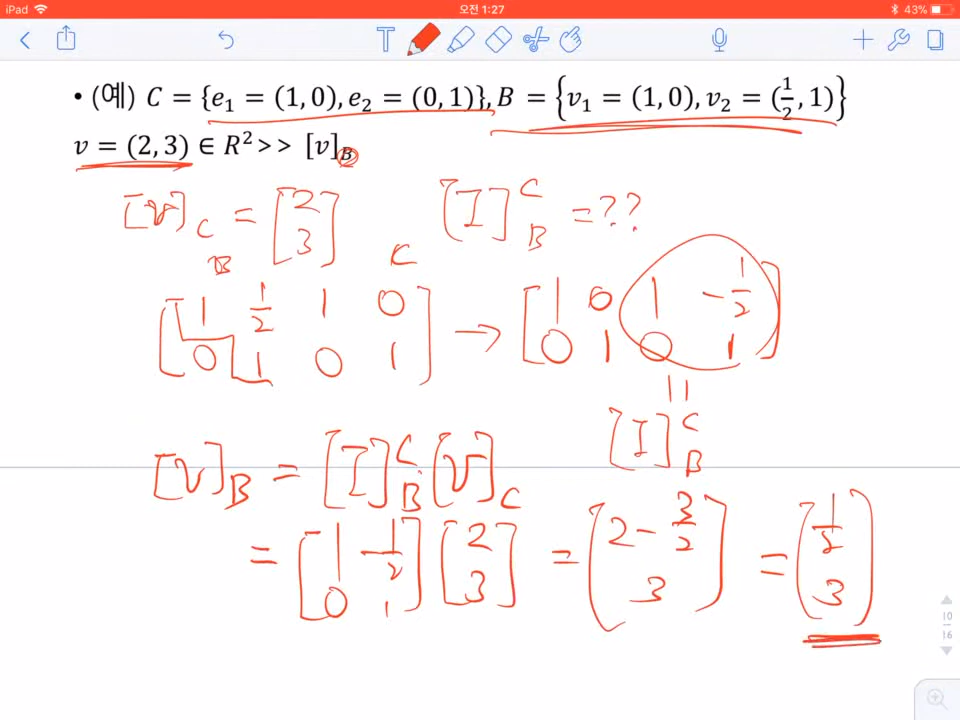 iPad 오전 1:27 43%
T
• (예) C = {e₁ = (1, 0), e₂ = (0, 1)}, B = {v₁ = (1, 0), v₂ = (1/2, 1)}
v = (2, 3) ∈ R² >> [v]_B
[v]_C = [2 3] [I]^C_B = ??
B C
[1 1/2 1 0 → [1 0 1 -1/2
0 1 0 1] 0 1 0 1]
||
[I]^C_B
[v]_B = [I]^C_B · [v]_C
= [1 -1/2 0 1] [2 3] = [2 - 3/2 3] = [1/2 3]
10
16